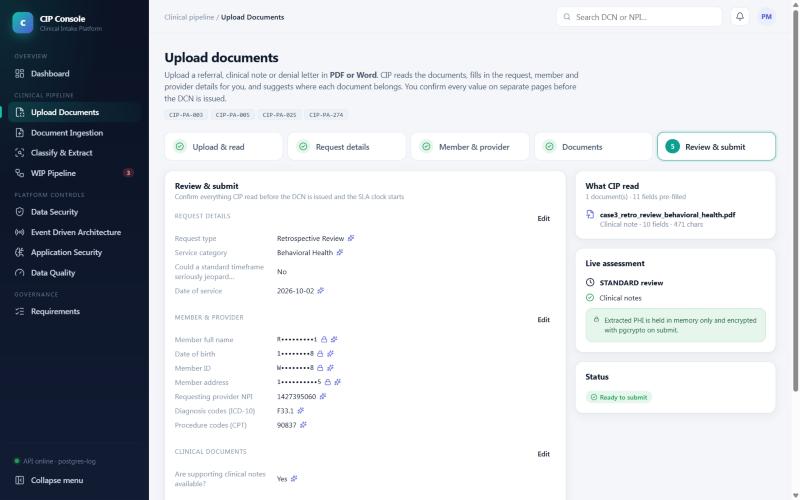 c
CIP Console
Clinical Intake Platform
OVERVIEW
Dashboard
CLINICAL PIPELINE
Upload Documents
Document Ingestion
Classify & Extract
WIP Pipeline
3
PLATFORM CONTROLS
Data Security
Event Driven Architecture
Application Security
Data Quality
GOVERNANCE
Requirements
API online · postgres-log
Collapse menu
Clinical pipeline / Upload Documents
Search DCN or NPI...
PM
Upload documents
Upload a referral, clinical note or denial letter in PDF or Word. CIP reads the documents, fills in the request, member and
provider details for you, and suggests where each document belongs. You confirm every value on separate pages before
the DCN is issued.
CIP-PA-003 CIP-PA-005 CIP-PA-025 CIP-PA-274
Upload & read
Request details
Member & provider
Documents
5 Review & submit
Review & submit
Confirm everything CIP read before the DCN is issued and the SLA clock starts
REQUEST DETAILS
Edit
Request type Retrospective Review
Service category Behavioral Health
Could a standard timeframe
seriously jeopard... No
Date of service 2026-10-02
MEMBER & PROVIDER
Edit
Member full name R•••••••••i
Date of birth 1••••••••8
Member ID W••••••••8
Member address 1••••••••••5
Requesting provider NPI 1427395060
Diagnosis codes (ICD-10) F33.1
Procedure codes (CPT) 90837
CLINICAL DOCUMENTS
Edit
Are supporting clinical notes
available? Yes
What CIP read
1 document(s) · 11 fields pre-filled
case3_retro_review_behavioral_health.pdf
Clinical note · 10 fields · 471 chars
Live assessment
STANDARD review
Clinical notes
Extracted PHI is held in memory only and encrypted
with pgcrypto on submit.
Status
Ready to submit